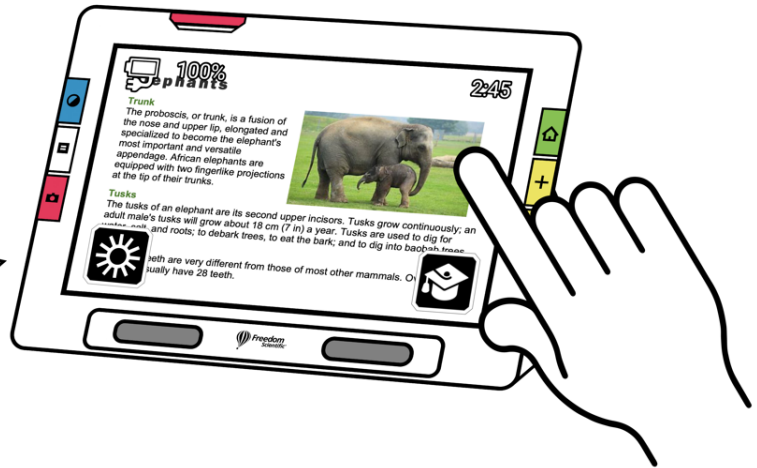 100%
2:45
ephants
Trunk
The proboscis, or trunk, is a fusion of
the nose and upper lip, elongated and
specialized to become the elephant's
most important and versatile
appendage. African elephants are
equipped with two fingerlike projections
at the tip of their trunks.
Tusks
The tusks of an elephant are its second upper incisors. Tusks grow continuously; an
adult male's tusks will grow about 18 cm (7 in) a year. Tusks are used to dig for
and roots; to debark trees, to eat the bark; and to dig into baobab trees
eeth are very different from those of most other mammals.
sually have 28 teeth.
+
Freedom
Scientific